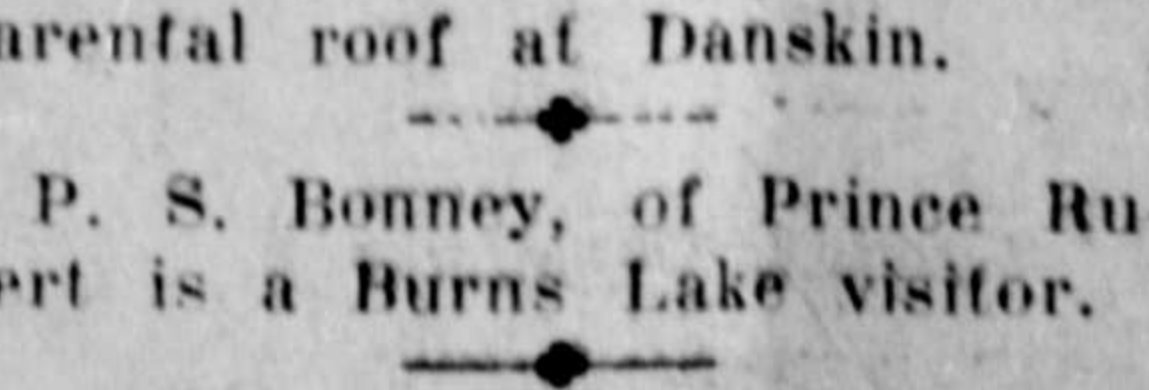 arental roof at Danskin.
P. S. Bonney, of Prince Ru-
ert is a Burns Lake visitor.